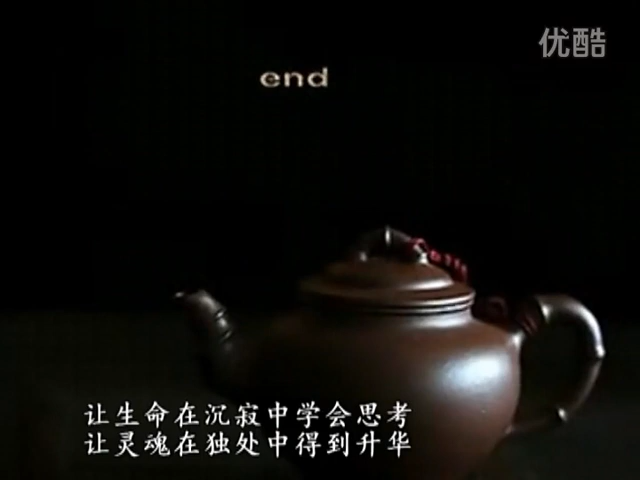 优酷
end
让生命在沉寂中学会思考
让灵魂在独处中得到升华